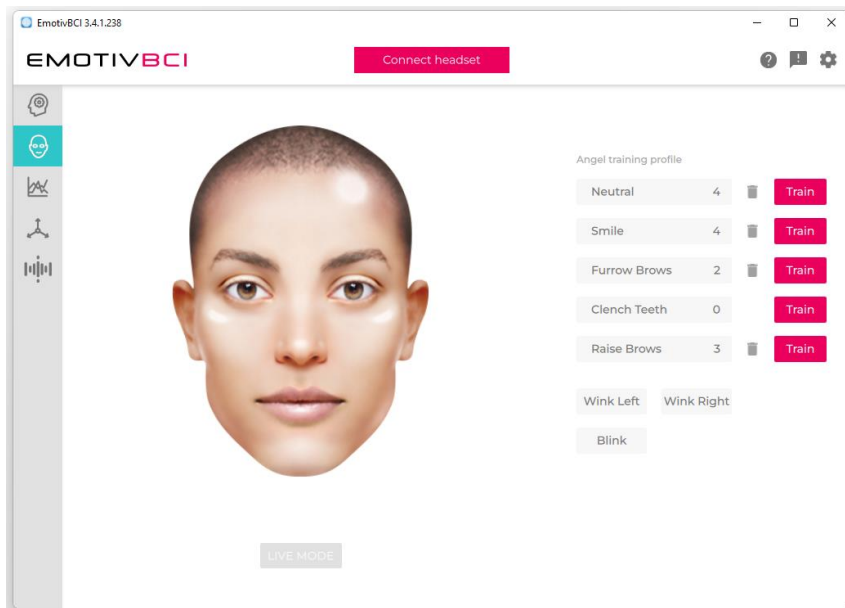 EmotivBCI 3.4.1.238
EMOTIVBCI
Connect headset
Angel training profile
Neutral 4 Train
Smile 4 Train
Furrow Brows 2 Train
Clench Teeth 0 Train
Raise Brows 3 Train
Wink Left Wink Right
Blink
LIVE MODE